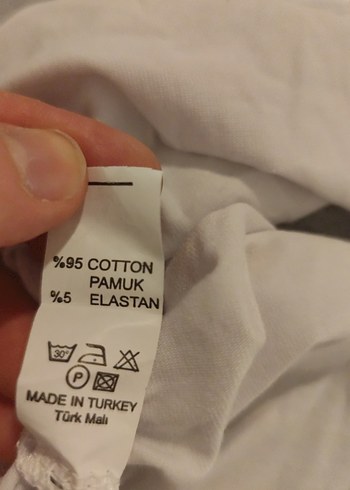 %95 COTTON
PAMUK
%5 ELASTAN
30°
P
MADE IN TURKEY
Türk Malı